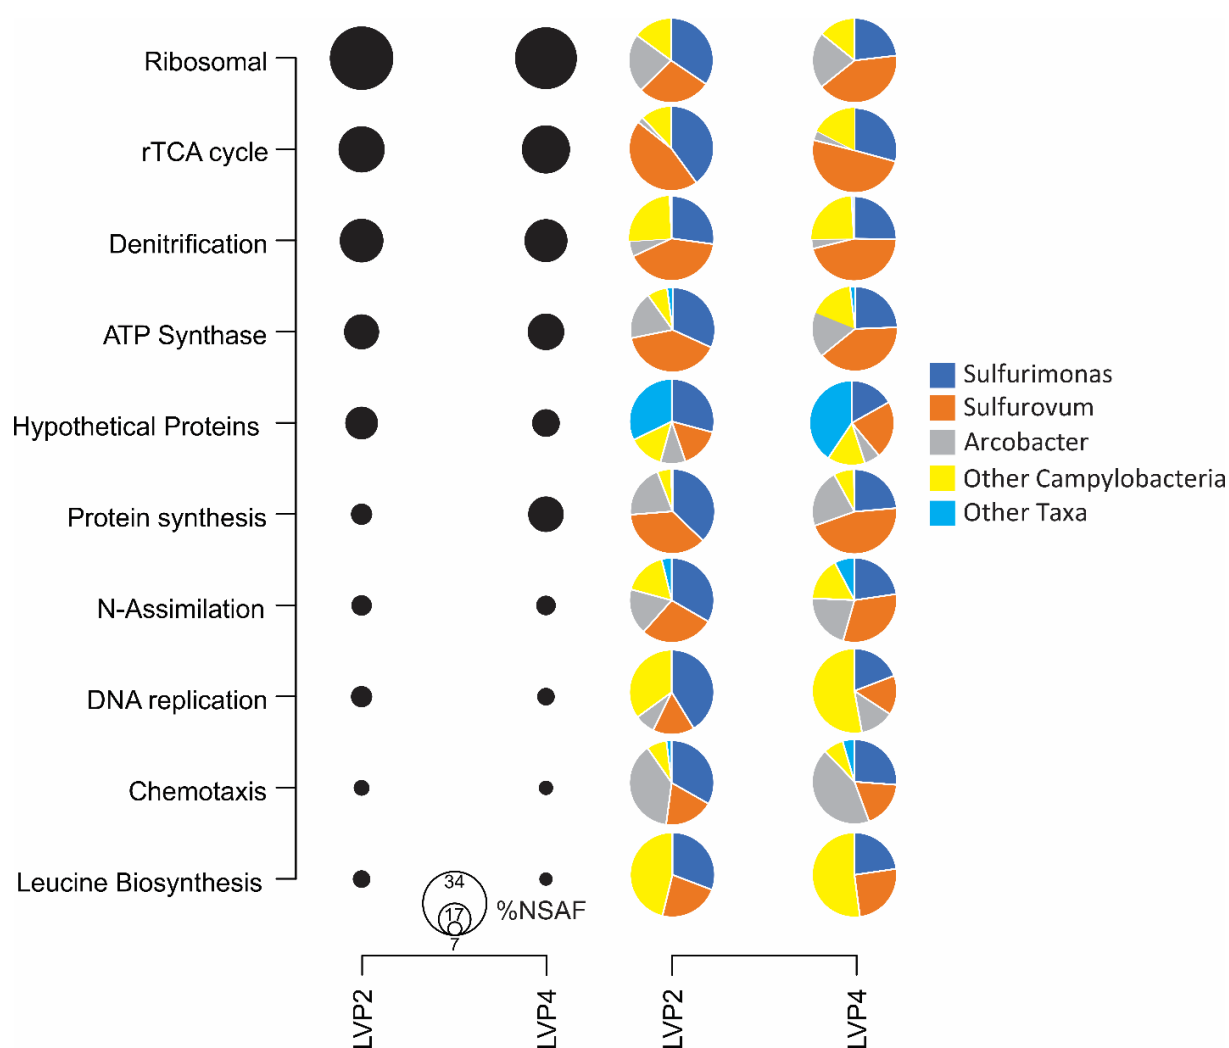 Ribosomal
rTCA cycle
Denitrification
ATP Synthase
Hypothetical Proteins
Protein synthesis
N-Assimilation
DNA replication
Chemotaxis
Leucine Biosynthesis
34
17
7
%NSAF
LVP2
LVP4
LVP2
LVP4
Sulfurimonas
Sulfurovum
Arcobacter
Other Campylobacteria
Other Taxa